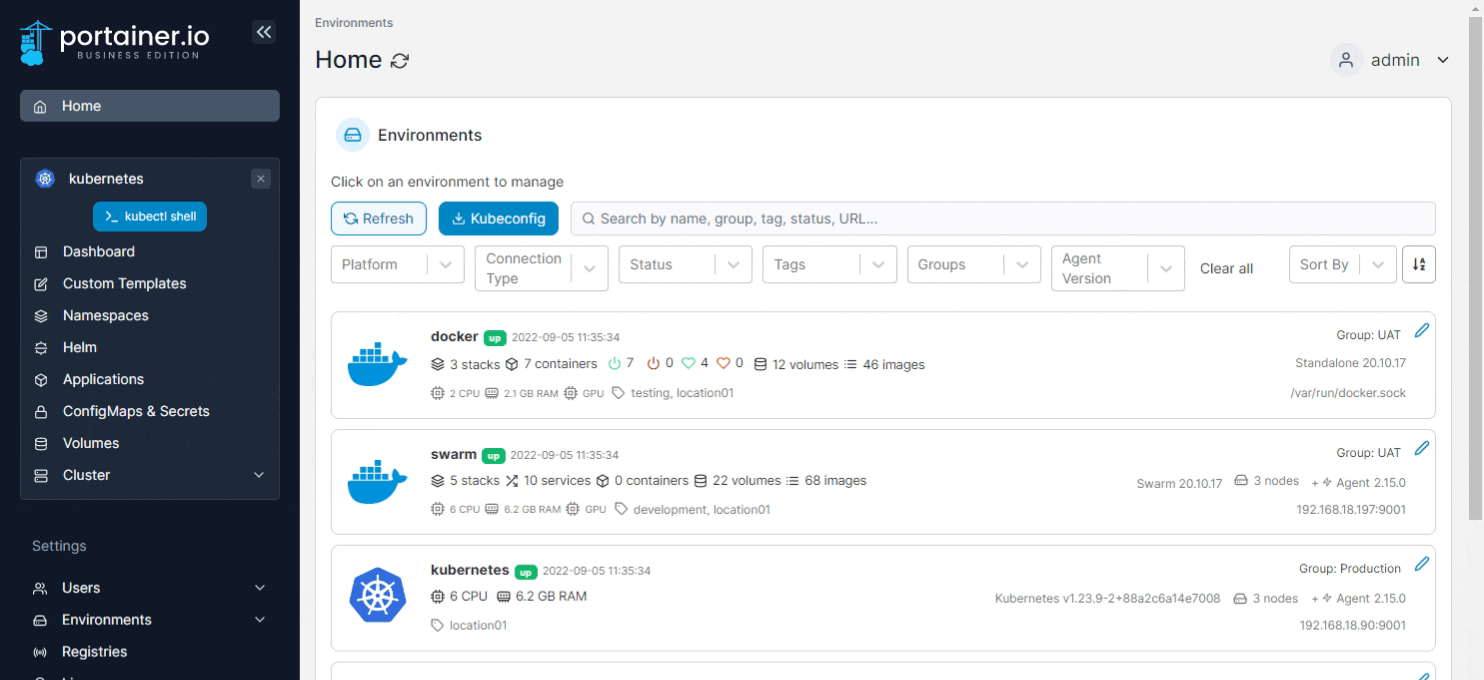 portainer.io
BUSINESS EDITION
Home
kubernetes
kubectl shell
Dashboard
Custom Templates
Namespaces
Helm
Applications
ConfigMaps & Secrets
Volumes
Cluster
Settings
Users
Environments
Registries
Environments
Home
admin
Environments
Click on an environment to manage
Refresh Kubeconfig Search by name, group, tag, status, URL...
Platform Connection Type Status Tags Groups Agent Version Clear all Sort By
docker up 2022-09-05 11:35:34 Group: UAT
3 stacks 7 containers 7 0 4 0 12 volumes 46 images Standalone 20.10.17
2 CPU 2.1 GB RAM GPU testing, location01 /var/run/docker.sock
swarm up 2022-09-05 11:35:34 Group: UAT
5 stacks 10 services 0 containers 22 volumes 68 images Swarm 20.10.17 3 nodes + Agent 2.15.0
6 CPU 6.2 GB RAM GPU development, location01 192.168.18.197:9001
kubernetes up 2022-09-05 11:35:34 Group: Production
6 CPU 6.2 GB RAM Kubernetes v1.23.9-2+88a2c6a14e7008 3 nodes + Agent 2.15.0
location01 192.168.18.90:9001